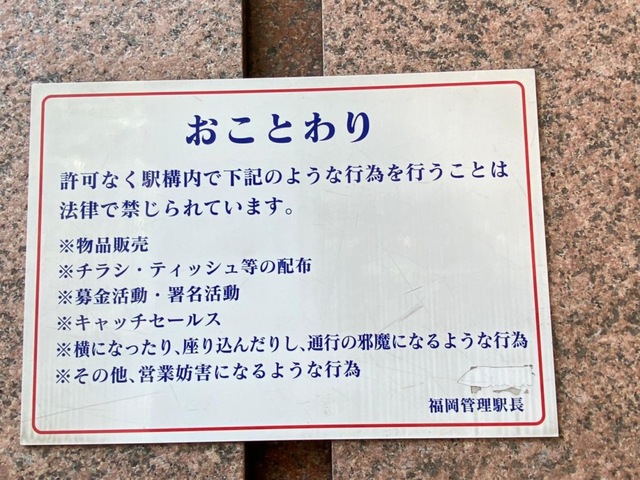 おことわり
許可なく駅構内で下記のような行為を行うことは
法律で禁じられています。
※物品販売
※チラシ・ティッシュ等の配布
※募金活動・署名活動
※キャッチセールス
※横になったり、座り込んだりし、通行の邪魔になるような行為
※その他、営業妨害になるような行為
福岡管理駅長